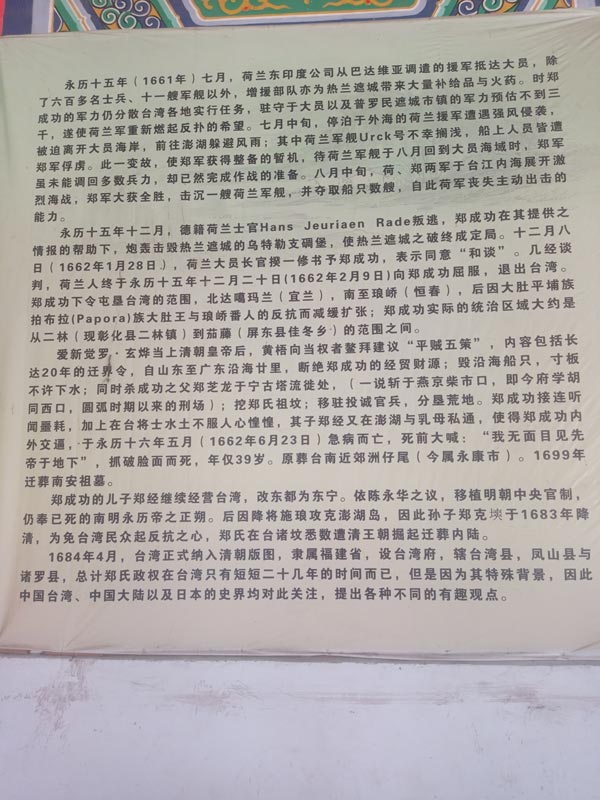 永历十五年（1661年）七月，荷兰东印度公司从巴达维亚调遣的援军抵达大员，除
了六百多名士兵、十一艘军舰以外，增援部队亦为热兰遮城带来大量补给品与火药。时郑
成功的军力仍分散台湾各地实行任务，驻守于大员以及普罗民遮城市镇的军力预估不到三
千，遂使荷兰军重新燃起反扑的希望。七月中旬，停泊于外海的荷兰援军遭遇强风侵袭，
被迫离开大员海岸，前往澎湖躲避风雨；其中荷兰军舰Urck号不幸搁浅，船上人员皆遭
郑军俘虏。此一变故，使郑军获得整备的暂机，待荷兰军舰于八月回到大员海域时，郑军
虽未能调回多数兵力，却已然完成作战的准备。八月中旬，荷、郑两军于台江内海展开激
烈海战，郑军大获全胜，击沉一艘荷兰军舰，并夺取船只数艘，自此荷军丧失主动出击的
能力。
永历十五年十二月，德籍荷兰士官Hans Jeuriaen Rade叛逃，郑成功在其提供之
情报的帮助下，炮轰击毁热兰遮城的乌特勒支碉堡，使热兰遮城之破终成定局。十二月八
日（1662年1月28日），荷兰大员长官揆一修书予郑成功，表示同意“和谈”。几经谈
判，荷兰人终于永历十五年十二月二十日(1662年2月9日)向郑成功屈服，退出台湾。
郑成功下令屯垦台湾的范围，北达噶玛兰（宜兰），南至琅峤（恒春），后因大肚平埔族
拍布拉(Papora)族大肚王与琅峤番人的反抗而减缓扩张；郑成功实际的统治区域大约是
从二林（现彰化县二林镇）到茄藤（屏东县佳冬乡）的范围之间。
爱新觉罗·玄烨当上清朝皇帝后，黄梧向当权者鳌拜建议“平贼五策”，内容包括长
达20年的迁界令，自山东至广东沿海廿里，断绝郑成功的经贸财源；毁沿海船只，寸板
不许下水；同时杀成功之父郑芝龙于宁古塔流徙处，（一说斩于燕京柴市口，即今府学胡
同西口，圆弧时期以来的刑场）；挖郑氏祖坟；移驻投诚官兵，分垦荒地。郑成功接连听
闻噩耗，加上在台将士水土不服人心惶惶，其子郑经又在澎湖与乳母私通，使得郑成功内
外交逼，于永历十六年五月（1662年6月23日）急病而亡，死前大喊：“我无面目见先
帝于地下”，抓破脸面而死，年仅39岁。原葬台南近郊洲仔尾（今属永康市）。1699年
迁葬南安祖墓。
郑成功的儿子郑经继续经营台湾，改东都为东宁。依陈永华之议，移植明朝中央官制，
仍奉已死的南明永历帝之正朔。后因降将施琅攻克澎湖岛，因此孙子郑克塽于1683年降
清，为免台湾民众起反抗之心，郑氏在台诸坟悉数遭清王朝掘起迁葬内陆。
1684年4月，台湾正式纳入清朝版图，隶属福建省，设台湾府，辖台湾县，凤山县与
诸罗县，总计郑氏政权在台湾只有短短二十几年的时间而已，但是因为其特殊背景，因此
中国台湾、中国大陆以及日本的史界均对此关注，提出各种不同的有趣观点。